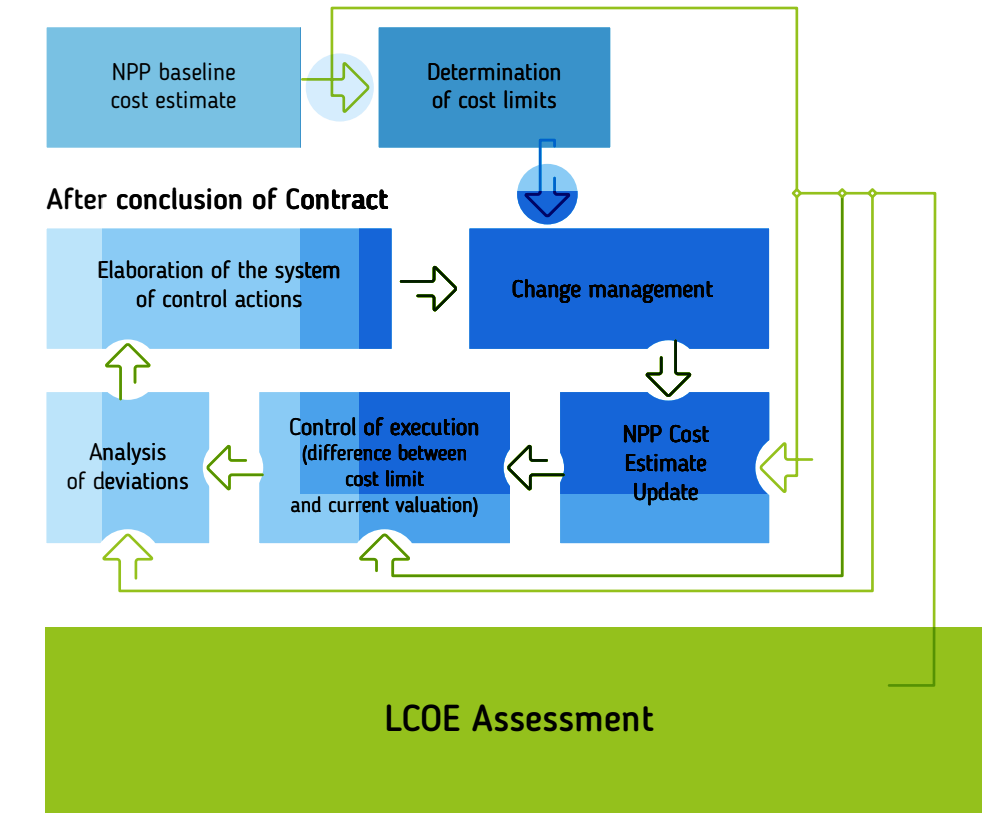 NPP baseline
cost estimate
Determination
of cost limits
After conclusion of Contract
Elaboration of the system
of control actions
Change management
Analysis
of deviations
Control of execution
(difference between
cost limit
and current valuation)
NPP Cost
Estimate
Update
LCOE Assessment